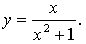 y = x / (x² + 1).